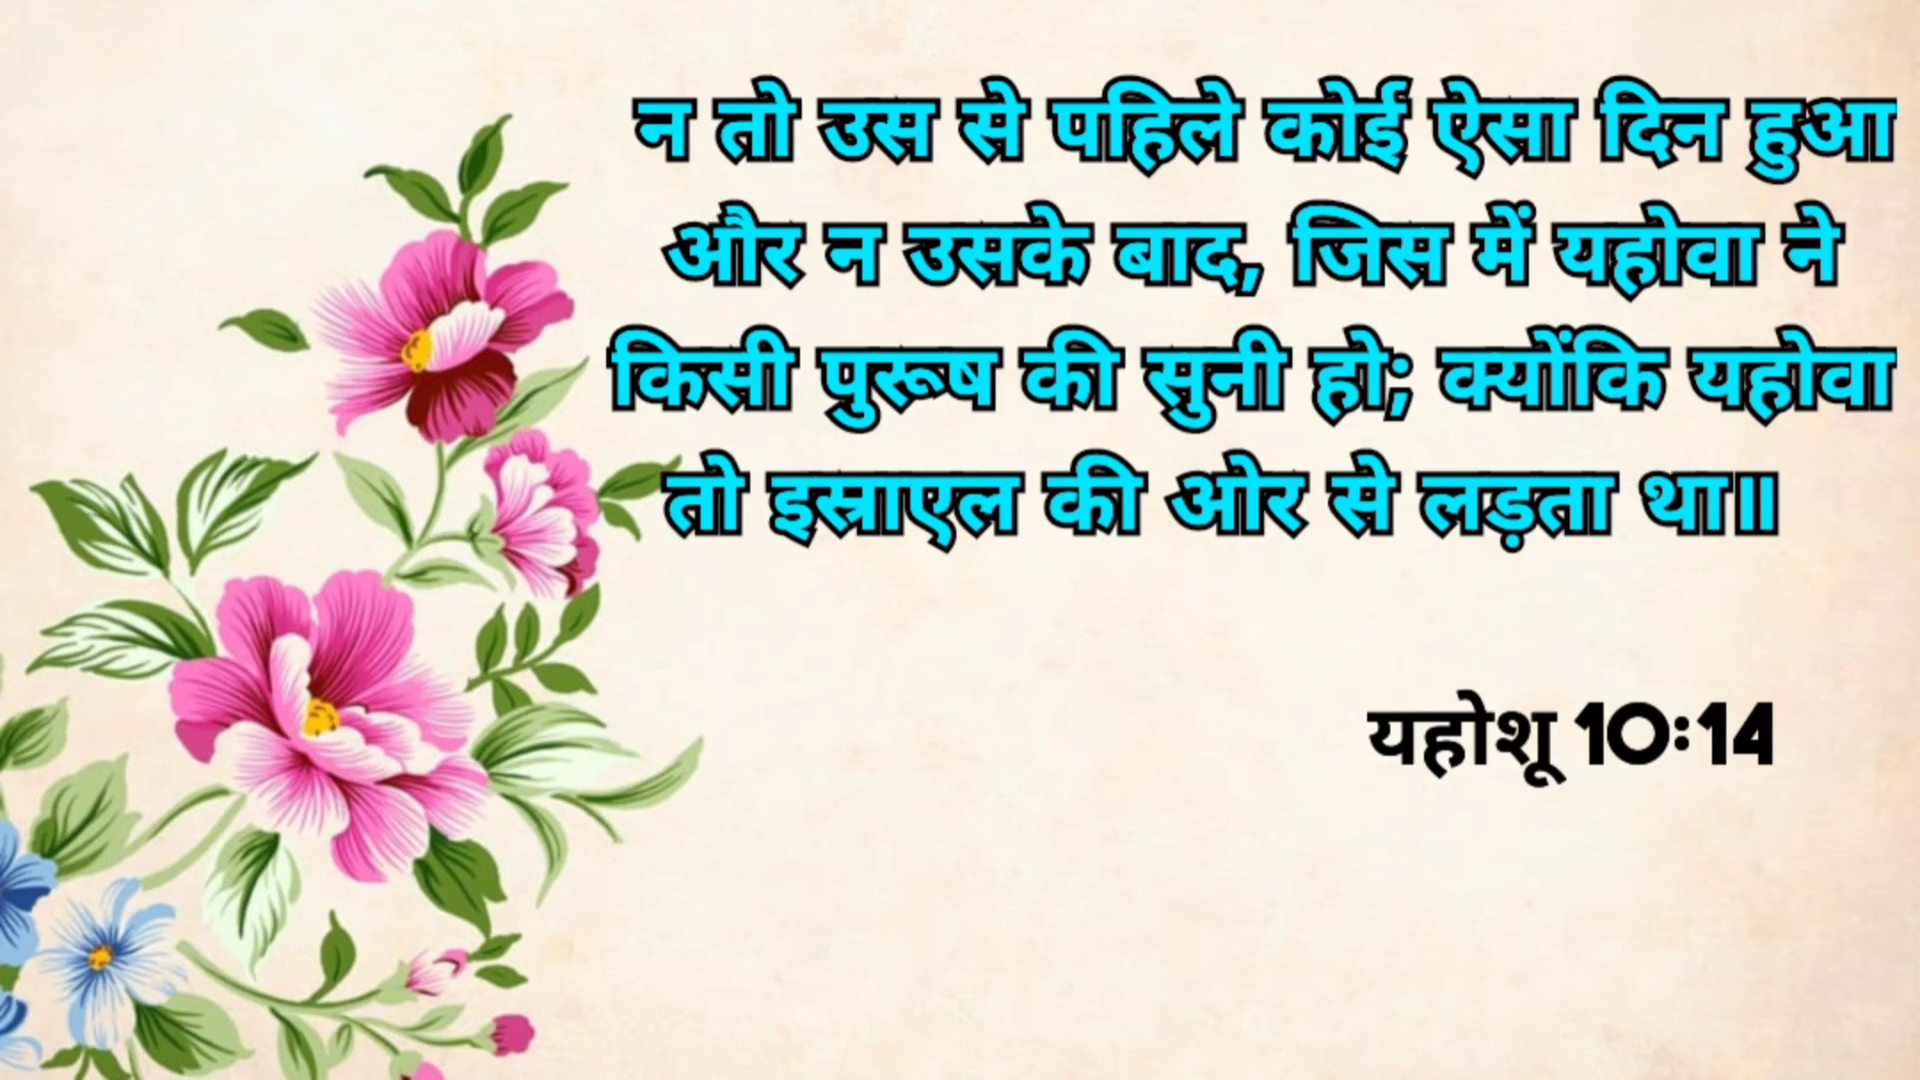 न तो उस से पहिले कोई ऐसा दिन हुआ
और न उसके बाद, जिस में यहोवा ने
किसी पुरूष की सुनी हो; क्योंकि यहोवा
तो इस्राएल की ओर से लड़ता था॥
यहोशू 10:14